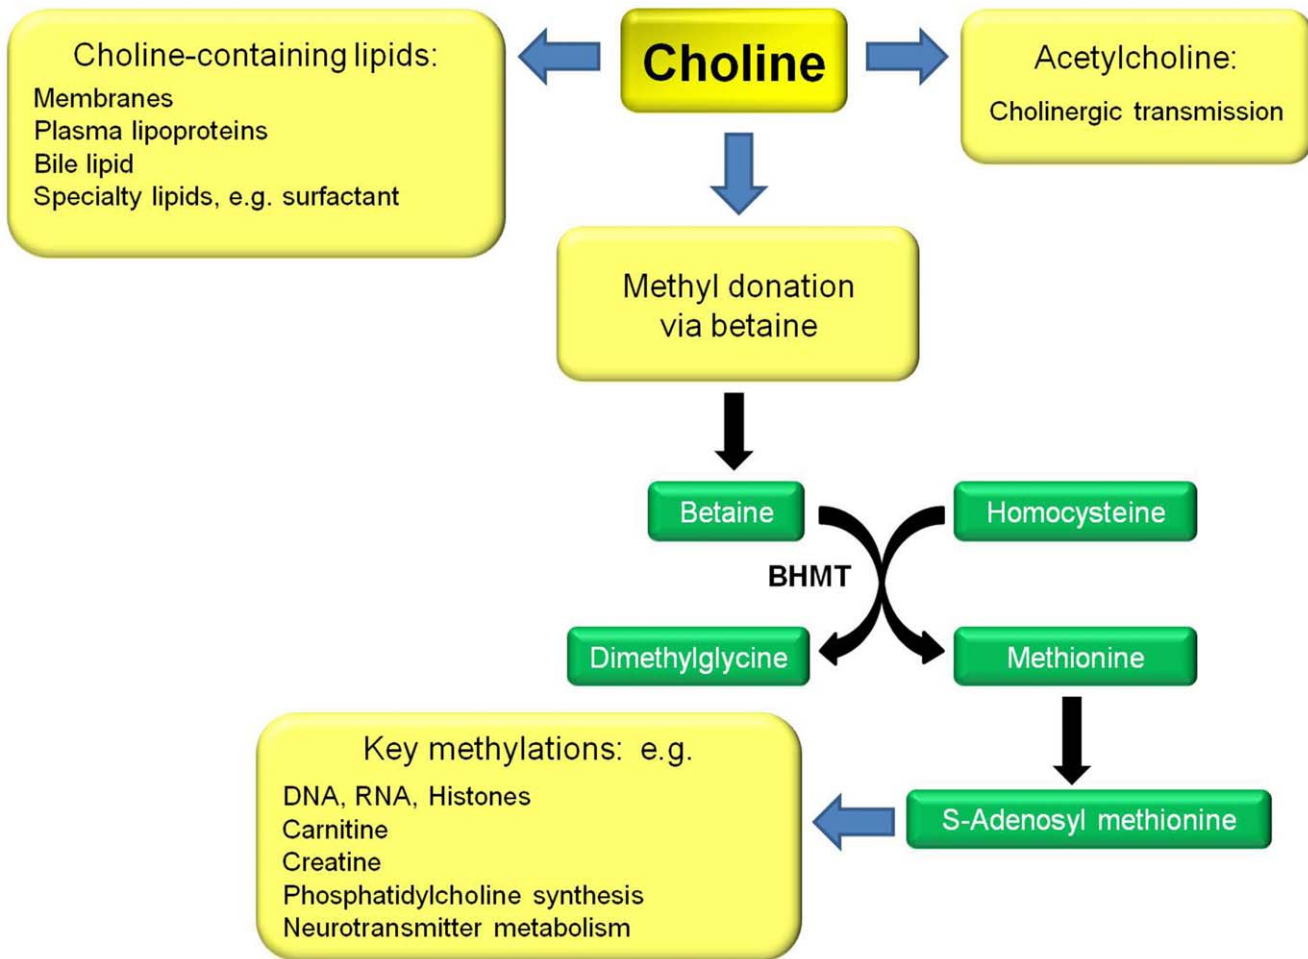 Choline-containing lipids:
Membranes
Plasma lipoproteins
Bile lipid
Specialty lipids, e.g. surfactant
Choline
Acetylcholine:
Cholinergic transmission
Methyl donation
via betaine
Betaine
Homocysteine
BHMT
Dimethylglycine
Methionine
Key methylations: e.g.
DNA, RNA, Histones
Carnitine
Creatine
Phosphatidylcholine synthesis
Neurotransmitter metabolism
S-Adenosyl methionine